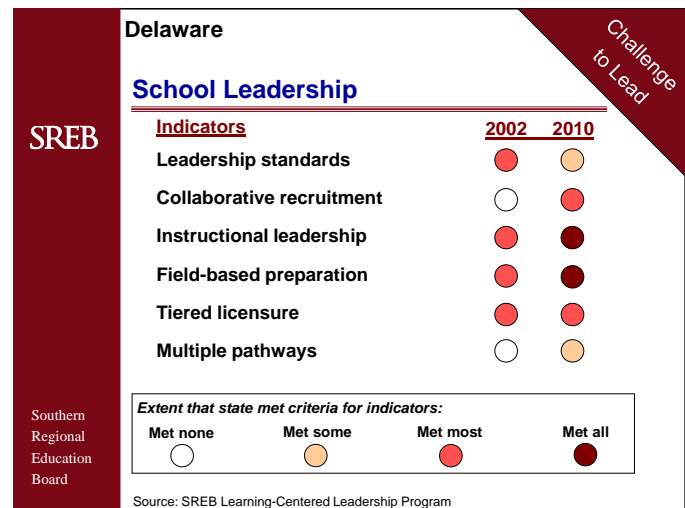 Delaware
Challenge
to Lead
School Leadership
SREB
Indicators 2002 2010
Leadership standards
Collaborative recruitment
Instructional leadership
Field-based preparation
Tiered licensure
Multiple pathways
Extent that state met criteria for indicators:
Met none Met some Met most Met all
Southern
Regional
Education
Board
Source: SREB Learning-Centered Leadership Program